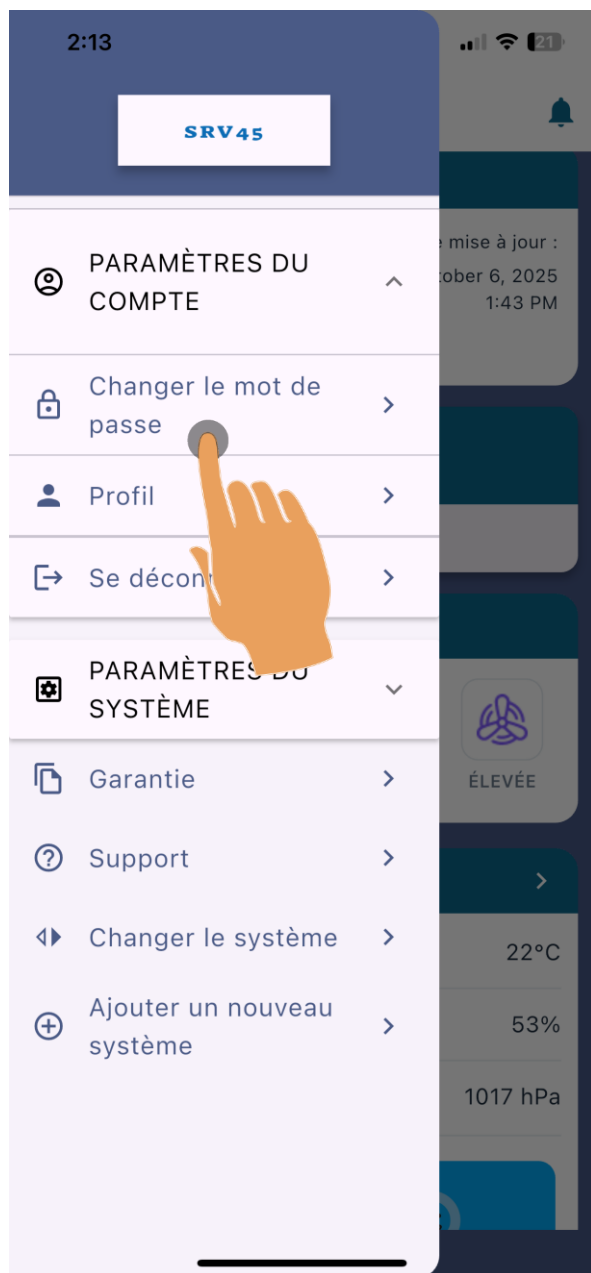 2:13
21
SRV45
PARAMÈTRES DU
COMPTE
Changer le mot de
passe
Profil
Se décon
PARAMÈTRES DU
SYSTÈME
Garantie
Support
Changer le système
Ajouter un nouveau
système
mise à jour :
tober 6, 2025
1:43 PM
ÉLEVÉE
22°C
53%
1017 hPa